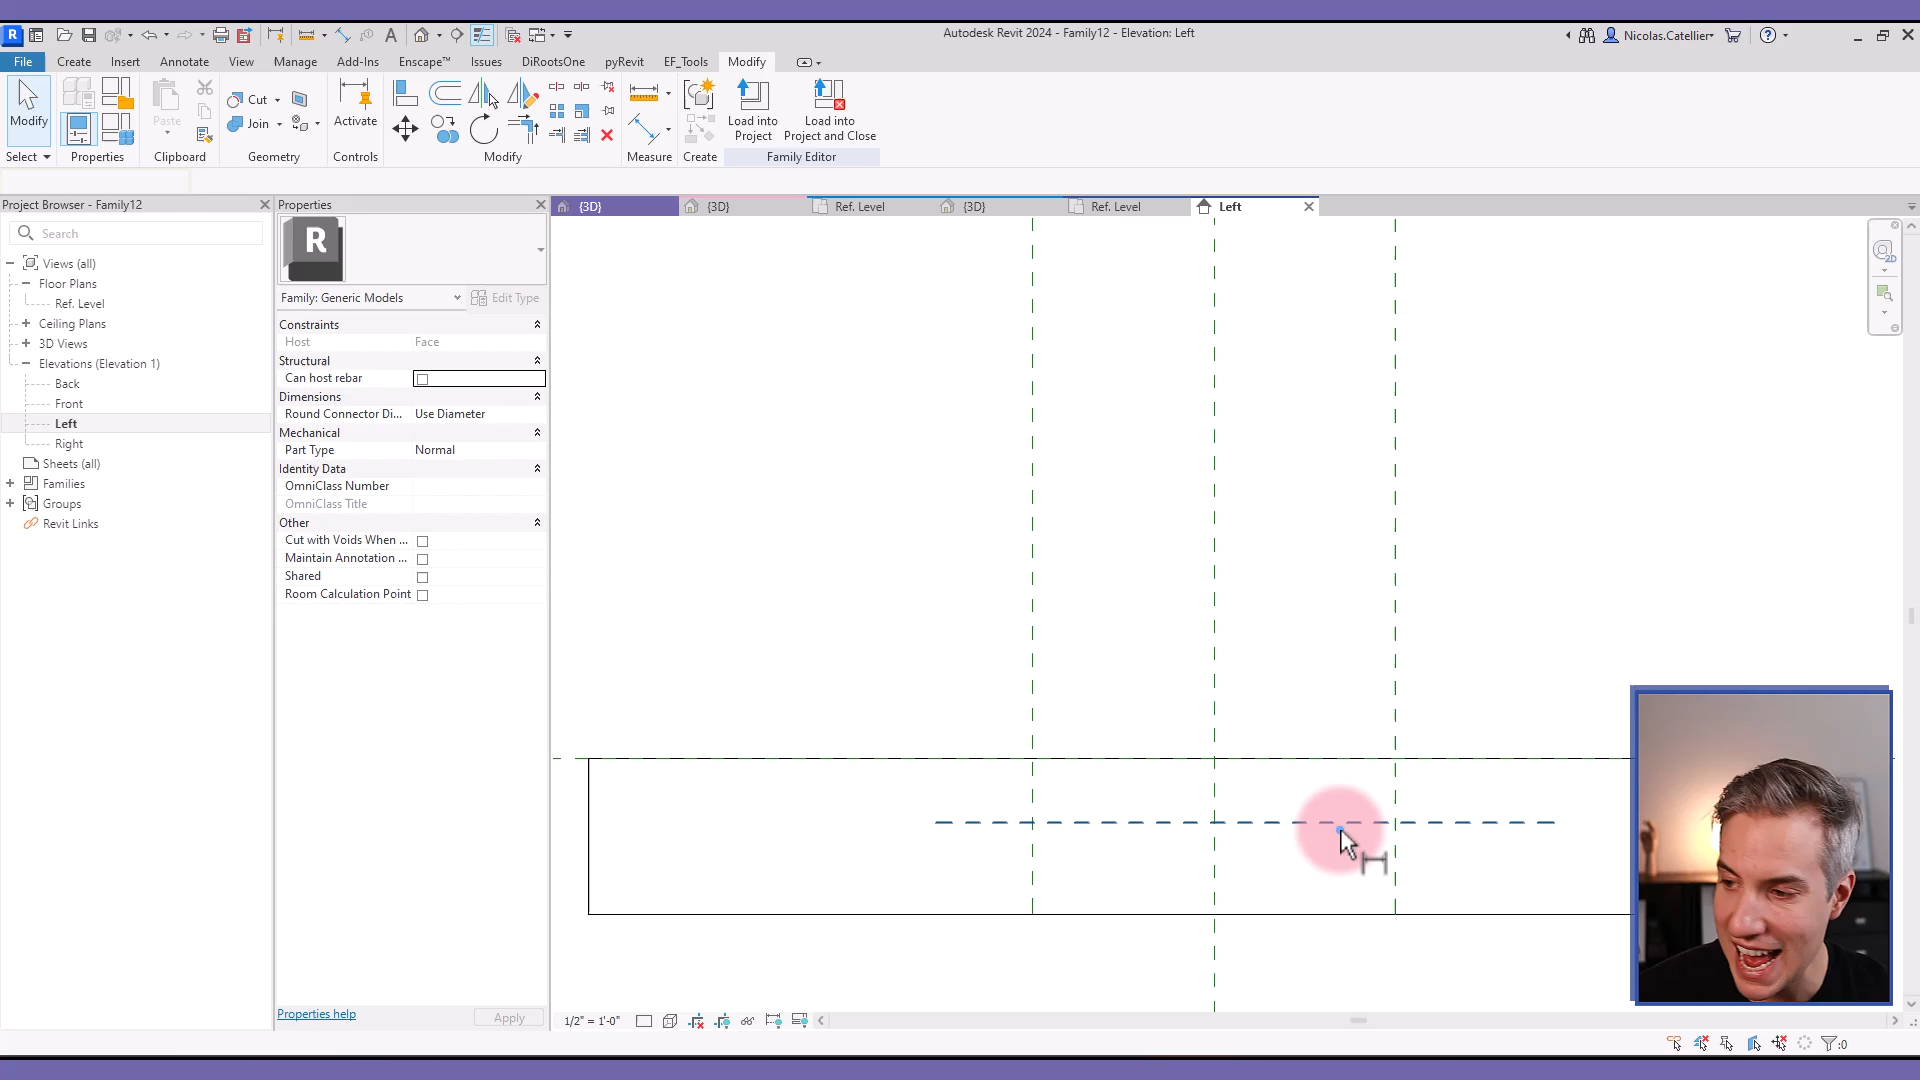 Autodesk Revit 2024 - Family12 - Elevation: Left
Nicolas.Catellier
File
Create
Insert
Annotate
View
Manage
Add-Ins
Enscape™
Issues
DiRootsOne
pyRevit
EF_Tools
Modify
Modify
Paste
Cut
Join
Activate
Load into
Project
Load into
Project and Close
Select
Properties
Clipboard
Geometry
Controls
Modify
Measure
Create
Family Editor
Project Browser - Family12
Search
Views (all)
Floor Plans
Ref. Level
Ceiling Plans
3D Views
Elevations (Elevation 1)
Back
Front
Left
Right
Sheets (all)
Families
Groups
Revit Links
Properties
R
Family: Generic Models
Edit Type
Constraints
Host Face
Structural
Can host rebar
Dimensions
Round Connector Di... Use Diameter
Mechanical
Part Type Normal
Identity Data
OmniClass Number
OmniClass Title
Other
Cut with Voids When ...
Maintain Annotation ...
Shared
Room Calculation Point
Properties help
Apply
{3D}
{3D}
Ref. Level
{3D}
Ref. Level
Left
2D
1/2" = 1'-0"
:0